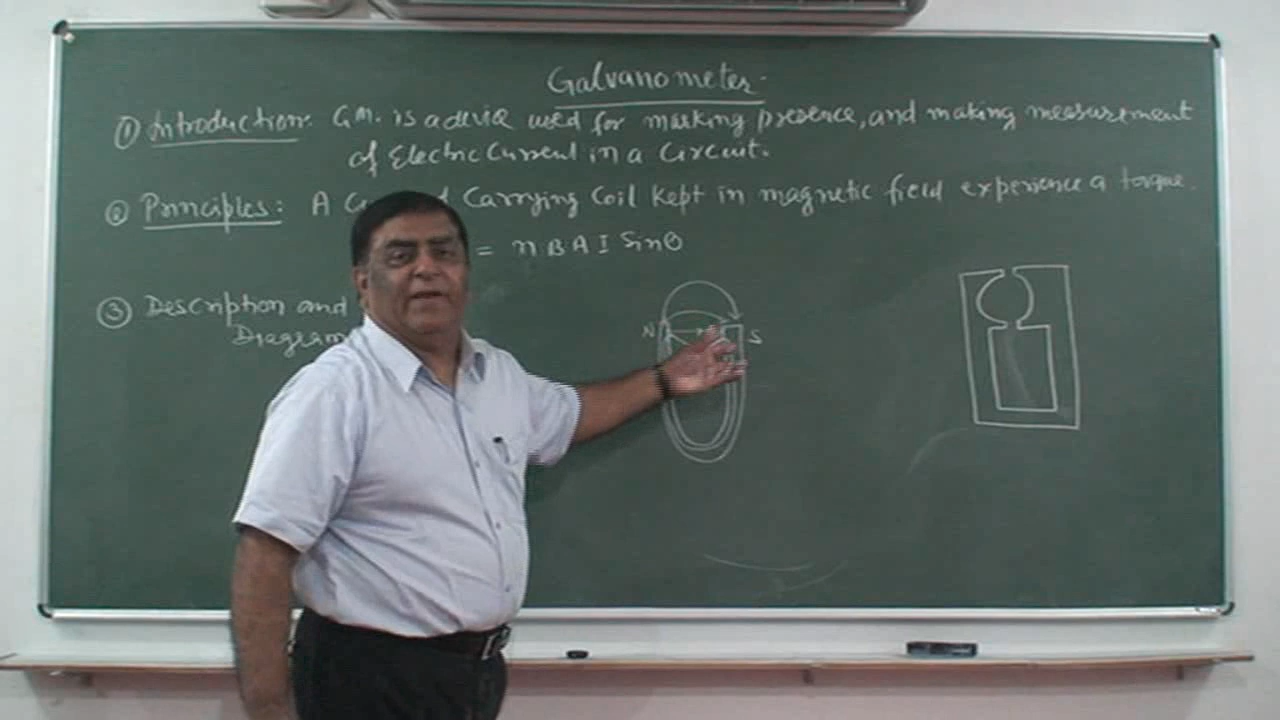 Galvanometer.
① Introduction: GM. is a device used for marking presence, and making measurement
of Electric Current in a Circuit.
② Principles: A Carrying Coil kept in magnetic field experience a torque.
= n B A I Sinθ
③ Description and
Diagram
N S